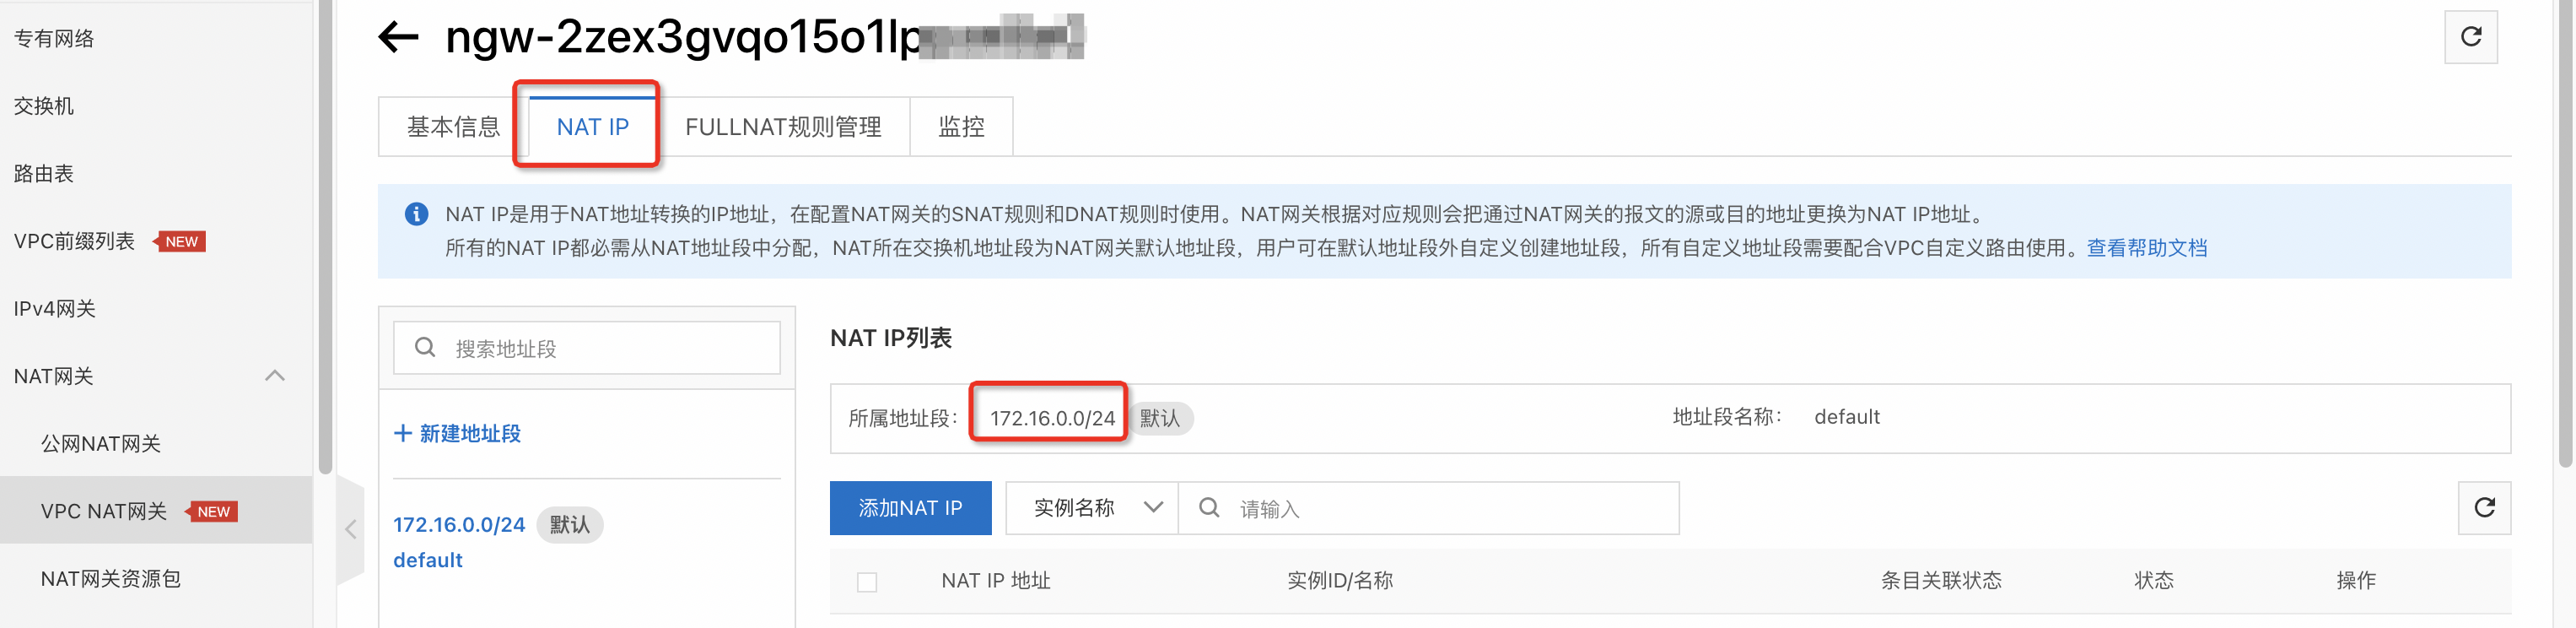 专有网络
交换机
路由表
VPC前缀列表 NEW
IPv4网关
NAT网关
公网NAT网关
VPC NAT网关 NEW
NAT网关资源包
ngw-2zex3gvqo15o1lp
基本信息 NAT IP FULLNAT规则管理 监控
NAT IP是用于NAT地址转换的IP地址，在配置NAT网关的SNAT规则和DNAT规则时使用。NAT网关根据对应规则会把通过NAT网关的报文的源或目的地址更换为NAT IP地址。
所有的NAT IP都必需从NAT地址段中分配，NAT所在交换机地址段为NAT网关默认地址段，用户可在默认地址段外自定义创建地址段，所有自定义地址段需要配合VPC自定义路由使用。查看帮助文档
搜索地址段
+ 新建地址段
172.16.0.0/24 默认
default
NAT IP列表
所属地址段： 172.16.0.0/24 默认 地址段名称： default
添加NAT IP 实例名称 请输入
NAT IP 地址 实例ID/名称 条目关联状态 状态 操作